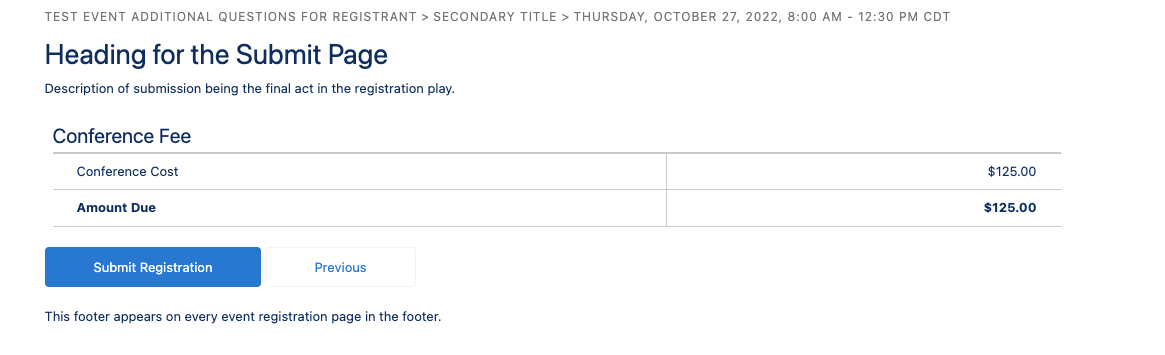 TEST EVENT ADDITIONAL QUESTIONS FOR REGISTRANT > SECONDARY TITLE > THURSDAY, OCTOBER 27, 2022, 8:00 AM - 12:30 PM CDT
Heading for the Submit Page
Description of submission being the final act in the registration play.
Conference Fee
Conference Cost $125.00
Amount Due $125.00
Submit Registration Previous
This footer appears on every event registration page in the footer.